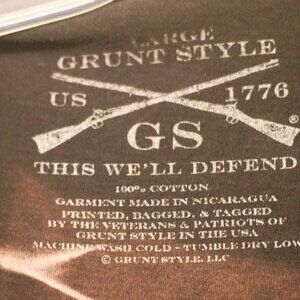 LARGE
GRUNT STYLE
US 1776
GS ®
THIS WE'LL DEFEND
100% COTTON
GARMENT MADE IN NICARAGUA
PRINTED, BAGGED, & TAGGED
BY THE VETERANS & PATRIOTS OF
GRUNT STYLE IN THE USA
MACHINE WASH COLD - TUMBLE DRY LOW
© GRUNT STYLE, LLC